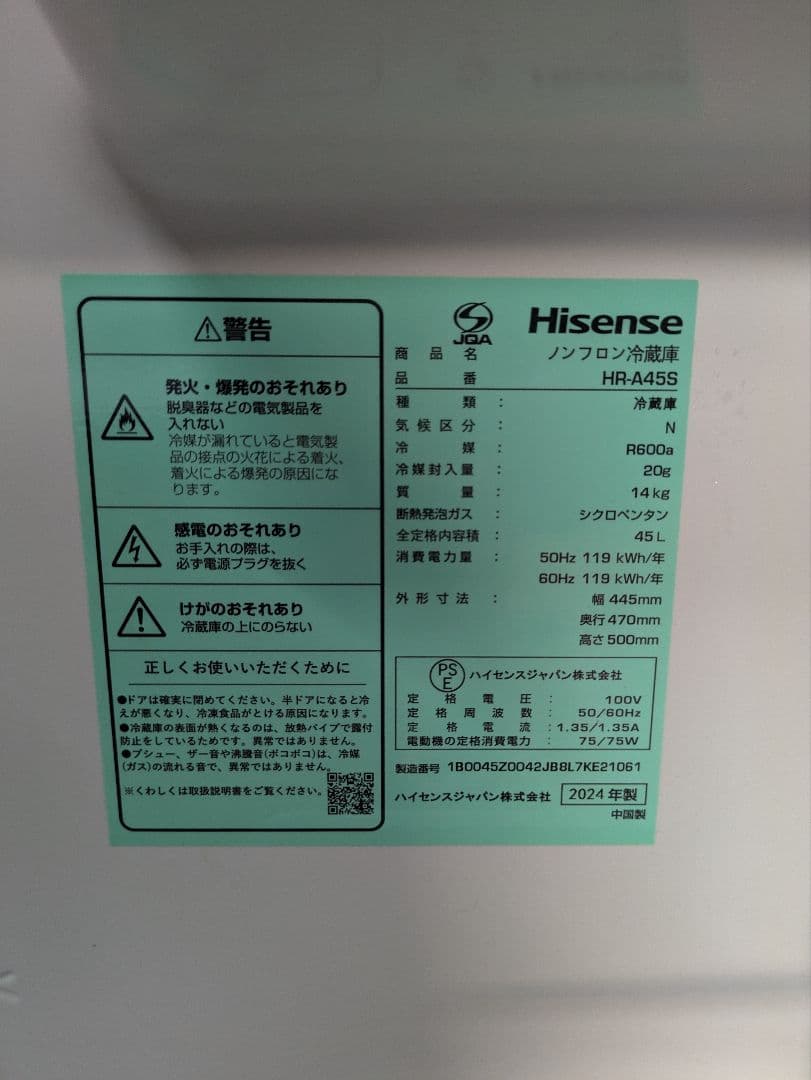 ⚠警告
発火・爆発のおそれあり
脱臭器などの電気製品を
入れない
冷媒が漏れていると電気製
品の接点の火花による着火、
着火による爆発の原因にな
ります。
感電のおそれあり
お手入れの際は、
必ず電源プラグを抜く
けがのおそれあり
冷蔵庫の上にのらない
正しくお使いいただくために
●ドアは確実に閉めてください。半ドアになると冷
えが悪くなり、冷凍食品がとける原因になります。
●冷蔵庫の表面が熱くなるのは、放熱パイプで露付
防止をしているためです。異常ではありません。
●プシュー、ザー音や沸騰音(ポコポコ)は、冷媒
(ガス)の流れる音で、異常ではありません。
※くわしくは取扱説明書をご覧ください。
JQA
Hisense
商品名 ノンフロン冷蔵庫
品番 HR-A45S
種類 : 冷蔵庫
気候区分 : N
冷媒 : R600a
冷媒封入量 : 20g
質量 : 14kg
断熱発泡ガス : シクロペンタン
全定格内容積 : 45L
消費電力量 : 50Hz 119 kWh/年
60Hz 119 kWh/年
外形寸法 : 幅 445mm
奥行470mm
高さ500mm
PS
E
ハイセンスジャパン株式会社
定格電圧 : 100V
定格周波数 : 50/60Hz
定格電流 : 1.35/1.35A
電動機の定格消費電力 : 75/75W
製造番号 1B0045Z0042JB8L7KE21061
ハイセンスジャパン株式会社 2024年製
中国製